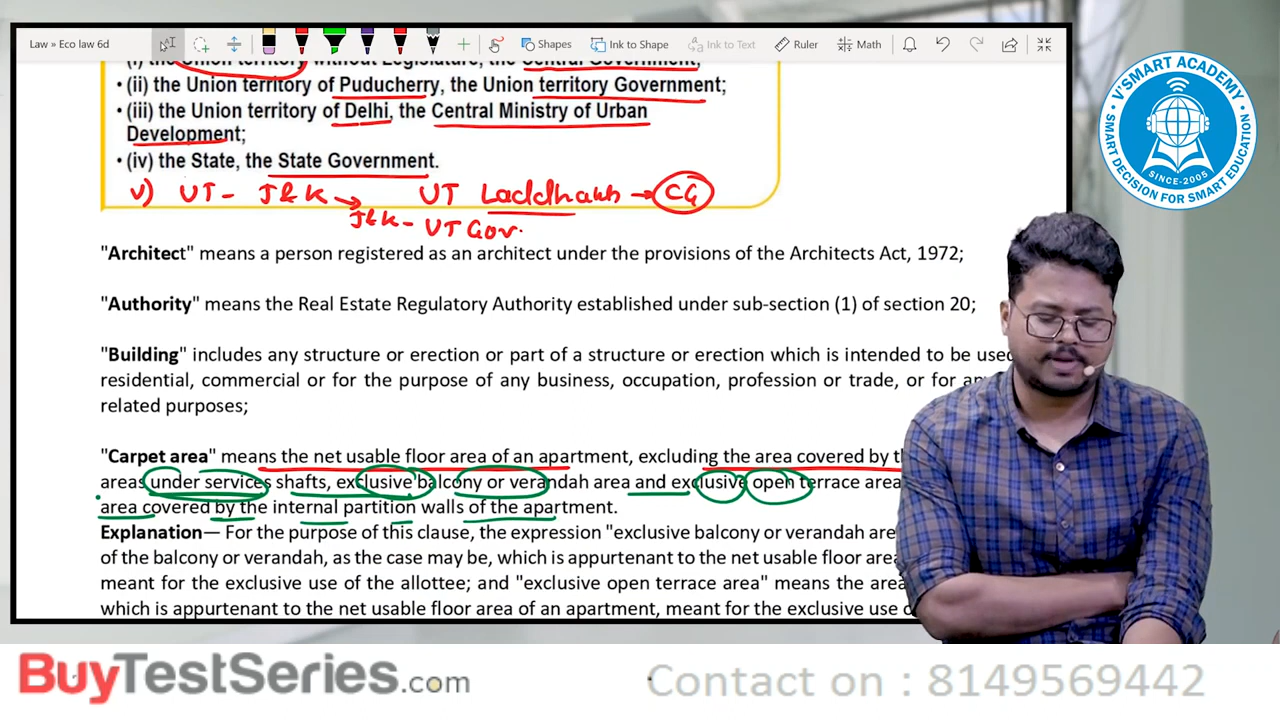 Law » Eco law 6d
Shapes
Ink to Shape
Ink to Text
Ruler
Math
(i) the Union territory without Legislature, the Central Government;
• (ii) the Union territory of Puducherry, the Union territory Government;
• (iii) the Union territory of Delhi, the Central Ministry of Urban
Development;
• (iv) the State, the State Government.
v) UT - J&K → UT Laddhakh → CG
J&K - UT Gov.
"Architect" means a person registered as an architect under the provisions of the Architects Act, 1972;
"Authority" means the Real Estate Regulatory Authority established under sub-section (1) of section 20;
"Building" includes any structure or erection or part of a structure or erection which is intended to be used
residential, commercial or for the purpose of any business, occupation, profession or trade, or for
related purposes;
"Carpet area" means the net usable floor area of an apartment, excluding the area covered by
areas under services shafts, exclusive balcony or verandah area and exclusive open terrace area
area covered by the internal partition walls of the apartment.
Explanation— For the purpose of this clause, the expression "exclusive balcony or verandah
of the balcony or verandah, as the case may be, which is appurtenant to the net usable floor
meant for the exclusive use of the allottee; and "exclusive open terrace area" means the area
which is appurtenant to the net usable floor area of an apartment, meant for the exclusive use
V'SMART ACADEMY
SMART DECISION FOR SMART EDUCATION
SINCE-2005
BuyTestSeries.com
Contact on : 8149569442